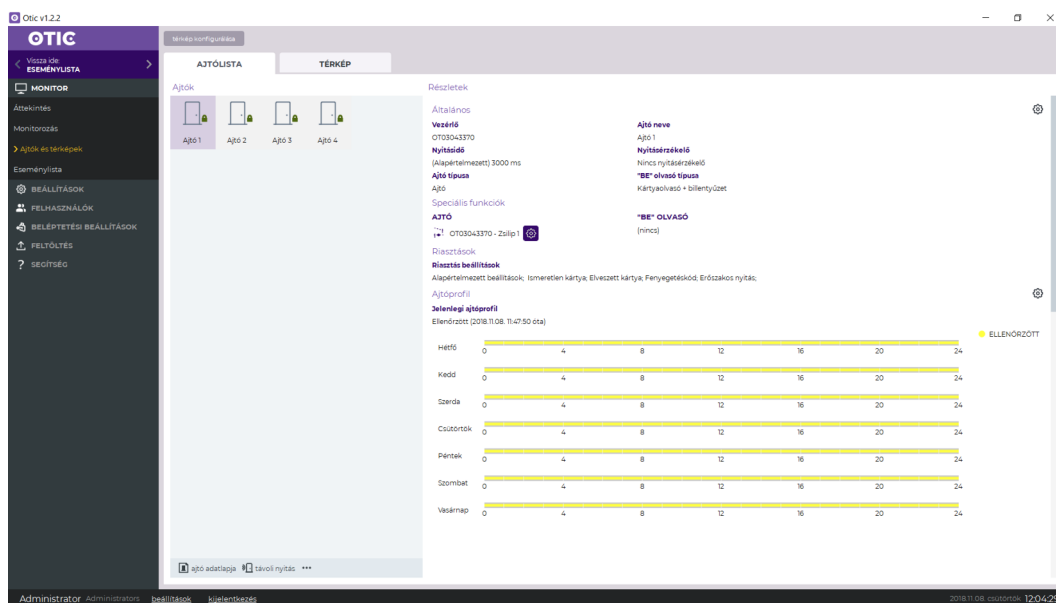 Otic v1.2.2
OTIC
Vissza ide:
ESEMÉNYLISTA
MONITOR
Áttekintés
Monitorozás
Ajtók és térképek
Eseménylista
BEÁLLÍTÁSOK
FELHASZNÁLÓK
BELÉPTETÉSI BEÁLLÍTÁSOK
FELTÖLTÉS
SEGÍTSÉG
térkép konfigurálása
AJTÓLISTA TÉRKÉP
Ajtók
Ajtó 1 Ajtó 2 Ajtó 3 Ajtó 4
ajtó adatlapja távoli nyitás •••
Részletek
Általános
Vezérlő Ajtó neve
OT03043370 Ajtó 1
Nyitásidő Nyitásérzékelő
(Alapértelmezett) 3000 ms Nincs nyitásérzékelő
Ajtó típusa "BE" olvasó típusa
Ajtó Kártyaolvasó + billentyűzet
Speciális funkciók
AJTÓ "BE" OLVASÓ
OT03043370 - Zsilip 1 (nincs)
Riasztások
Riasztás beállítások
Alapértelmezett beállítások; Ismeretlen kártya; Elveszett kártya; Fenyegetéskód; Erőszakos nyitás;
Ajtóprofil
Jelenlegi ajtóprofil
Ellenőrzött (2018.11.08. 11:47:50 óta)
ELLENŐRZÖTT
Hétfő 0 4 8 12 16 20 24
Kedd 0 4 8 12 16 20 24
Szerda 0 4 8 12 16 20 24
Csütörtök 0 4 8 12 16 20 24
Péntek 0 4 8 12 16 20 24
Szombat 0 4 8 12 16 20 24
Vasárnap 0 4 8 12 16 20 24
Administrator Administrators beállítások kijelentkezés 2018.11.08. csütörtök 12:04:29